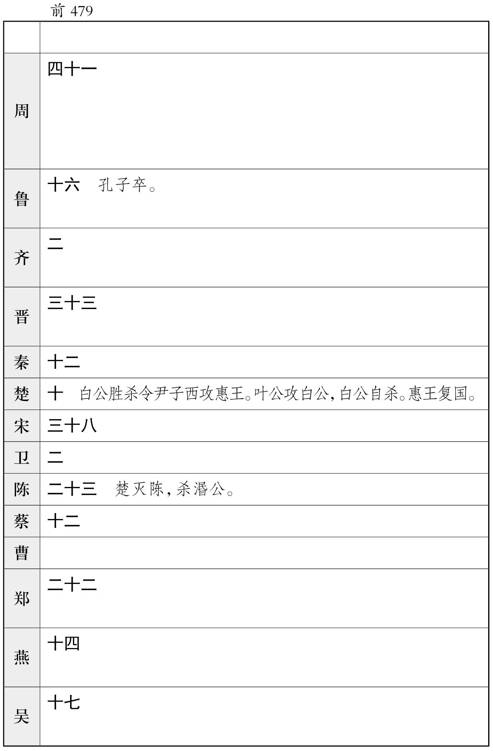 前 479
周 四十一
鲁 十六 孔子卒。
齐 二
晋 三十三
秦 十二
楚 十 白公胜杀令尹子西攻惠王。叶公攻白公，白公自杀。惠王复国。
宋 三十八
卫 二
陈 二十三 楚灭陈，杀湣公。
蔡 十二
曹
郑 二十二
燕 十四
吴 十七